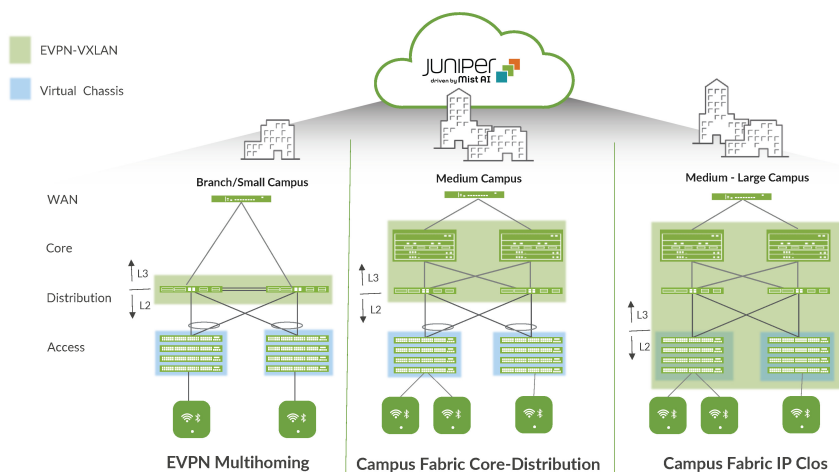 EVPN-VXLAN
Virtual Chassis
JUNIPER
driven by Mist AI
Branch/Small Campus
Medium Campus
Medium - Large Campus
WAN
Core
Distribution
Access
L3
L2
L3
L2
L3
L2
EVPN Multihoming
Campus Fabric Core-Distribution
Campus Fabric IP Clos